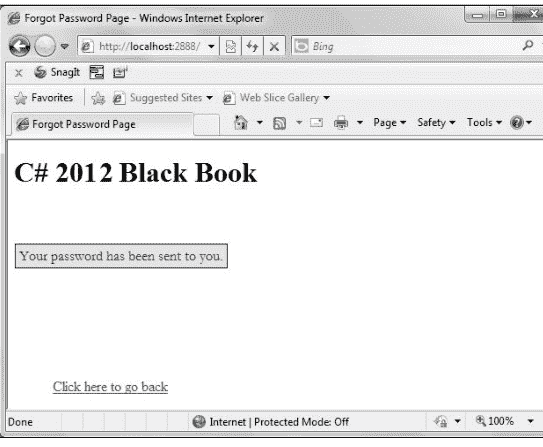 Forgot Password Page - Windows Internet Explorer
http://localhost:2888/
Bing
x SnagIt
Favorites Suggested Sites Web Slice Gallery
Forgot Password Page Page Safety Tools
C# 2012 Black Book
Your password has been sent to you.
Click here to go back
Done Internet | Protected Mode: Off 100%